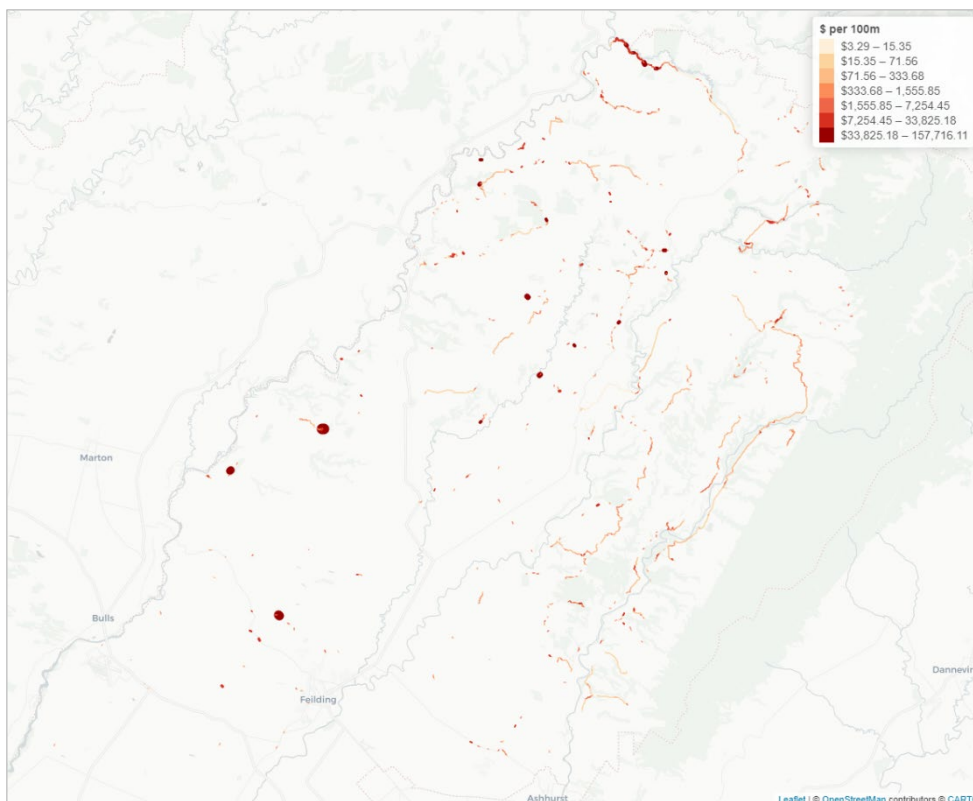 $ per 100m
$3.29 – 15.35
$15.35 – 71.56
$71.56 – 333.68
$333.68 – 1,555.85
$1,555.85 – 7,254.45
$7,254.45 – 33,825.18
$33,825.18 – 157,716.11
Marton
Bulls
Feilding
Dannevir
Ashhurst
Leaflet | © OpenStreetMap contributors © CARTO